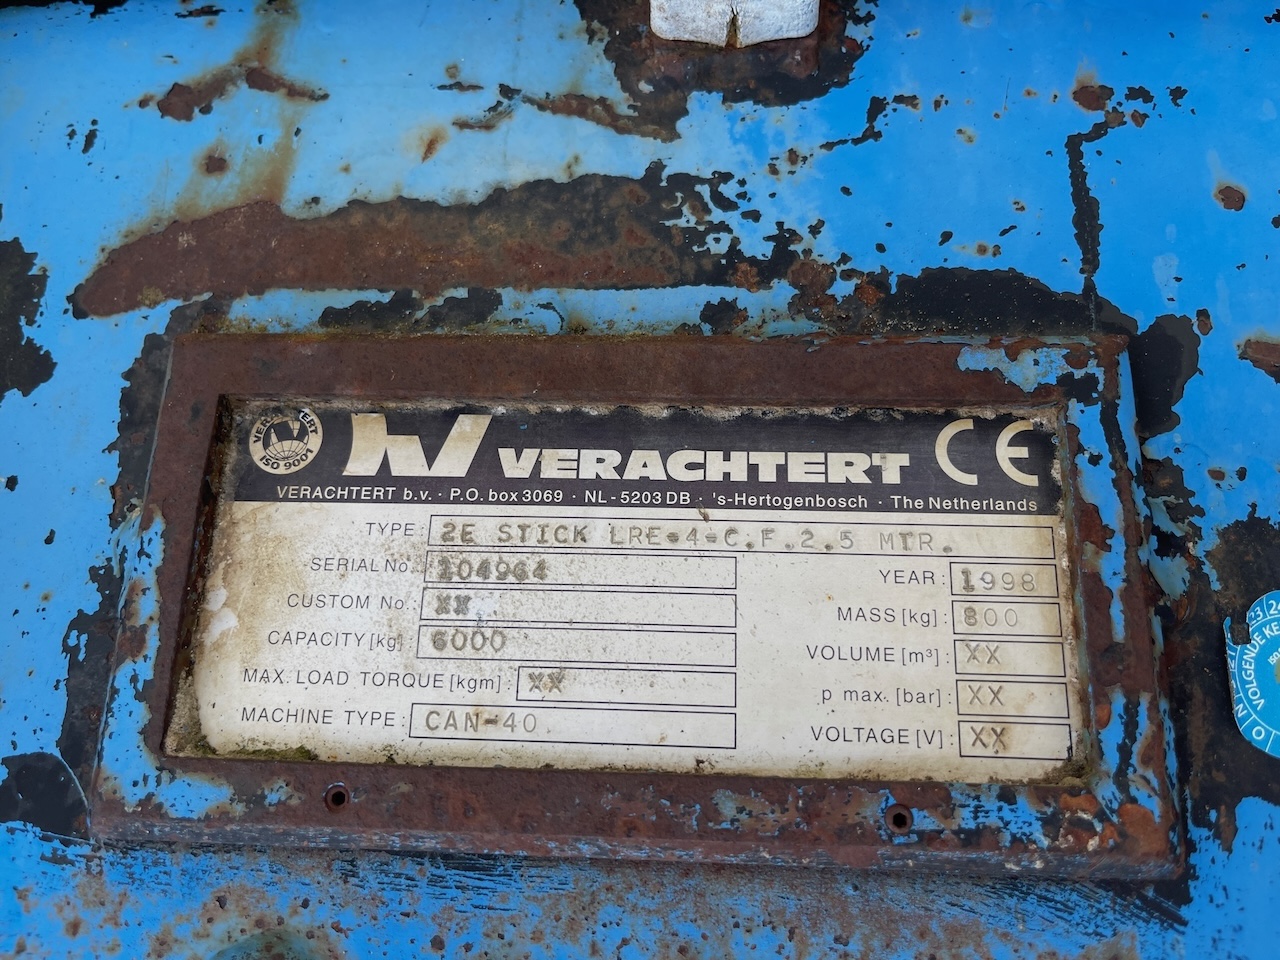 VERACHTERT
ISO 9001
VERACHTERT
CE
VERACHTERT b.v. · P.O. box 3069 · NL - 5203 DB · 's-Hertogenbosch · The Netherlands
TYPE : 2E STICK LRE-4-C.F.2.5 MTR.
SERIAL No. : 104964
YEAR : 1998
CUSTOM No. : XX
MASS [kg] : 800
CAPACITY [kg] : 6000
VOLUME [m³] : XX
MAX. LOAD TORQUE [kgm] : XX
p max. [bar] : XX
MACHINE TYPE : CAN-40
VOLTAGE [V] : XX
VOLGENDE